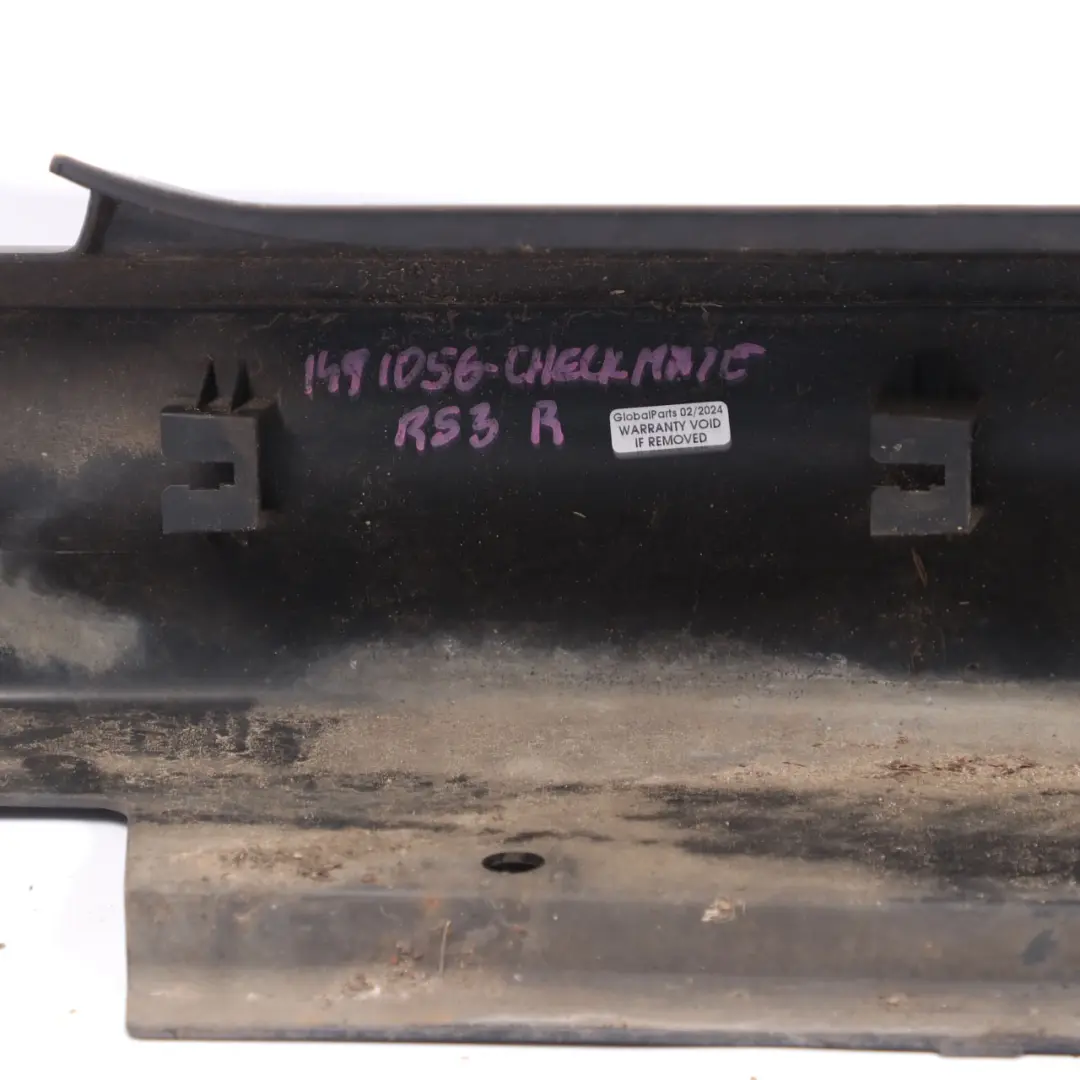 1491056-CHECKMATE
RS3 R
GlobalParts 02/2024
WARRANTY VOID
IF REMOVED